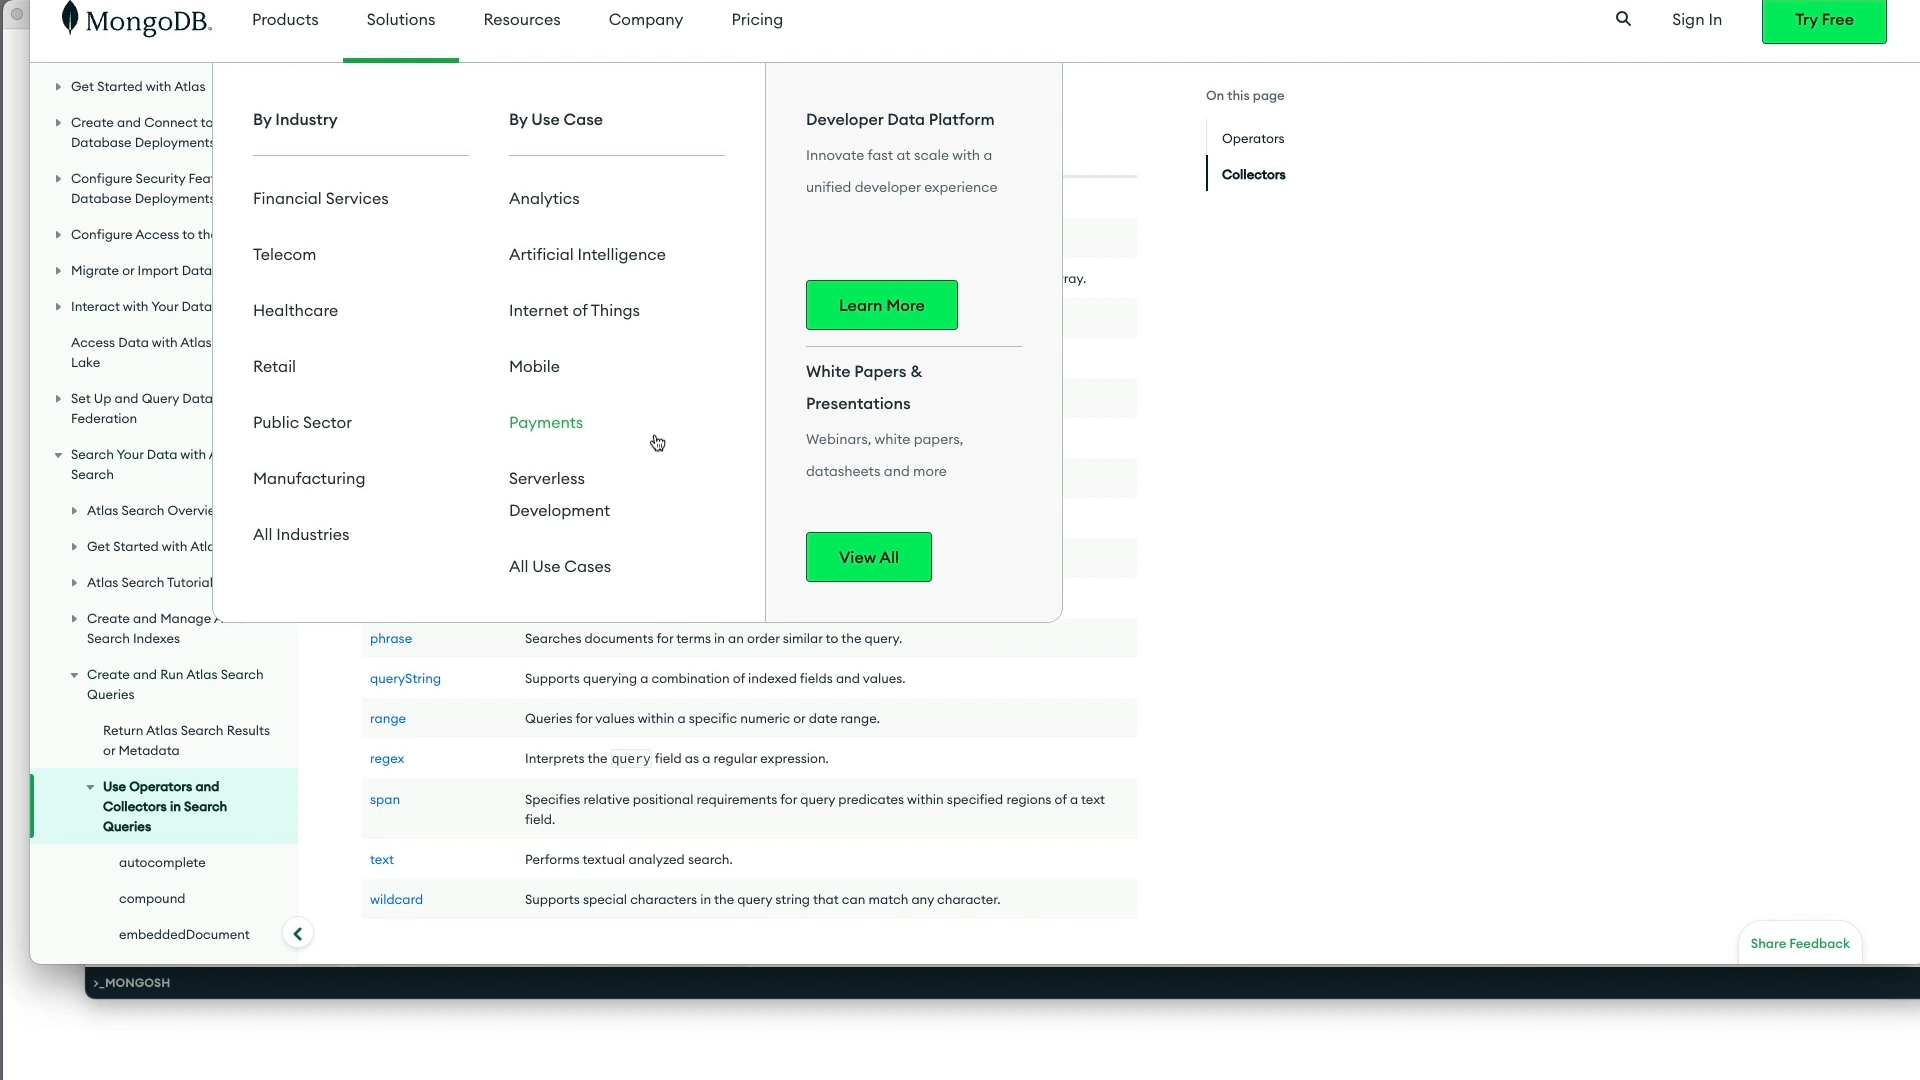 MongoDB.
Products
Solutions
Resources
Company
Pricing
Sign In
Try Free
Get Started with Atlas
Create and Connect to
Database Deployments
Configure Security Fea
Database Deployments
Configure Access to the
Migrate or Import Data
Interact with Your Data
Access Data with Atlas
Lake
Set Up and Query Data
Federation
Search Your Data with A
Search
Atlas Search Overvie
Get Started with Atla
Atlas Search Tutorial
Create and Manage
Search Indexes
Create and Run Atlas Search
Queries
Return Atlas Search Results
or Metadata
Use Operators and
Collectors in Search
Queries
autocomplete
compound
embeddedDocument
By Industry
Financial Services
Telecom
Healthcare
Retail
Public Sector
Manufacturing
All Industries
By Use Case
Analytics
Artificial Intelligence
Internet of Things
Mobile
Payments
Serverless
Development
All Use Cases
Developer Data Platform
Innovate fast at scale with a
unified developer experience
Learn More
White Papers &
Presentations
Webinars, white papers,
datasheets and more
View All
ray.
phrase Searches documents for terms in an order similar to the query.
queryString Supports querying a combination of indexed fields and values.
range Queries for values within a specific numeric or date range.
regex Interprets the query field as a regular expression.
span Specifies relative positional requirements for query predicates within specified regions of a text
field.
text Performs textual analyzed search.
wildcard Supports special characters in the query string that can match any character.
On this page
Operators
Collectors
Share Feedback
>_MONGOSH